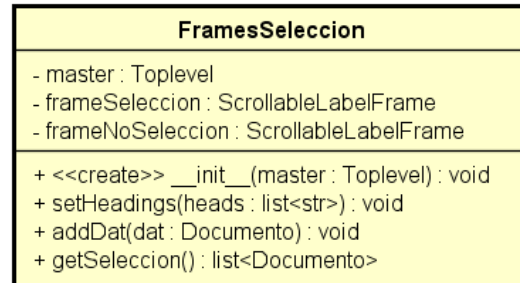 FramesSeleccion
- master : Toplevel
- frameSeleccion : ScrollableLabelFrame
- frameNoSeleccion : ScrollableLabelFrame
+ <<create>> __init__(master : Toplevel) : void
+ setHeadings(heads : list<str>) : void
+ addDat(dat : Documento) : void
+ getSeleccion() : list<Documento>